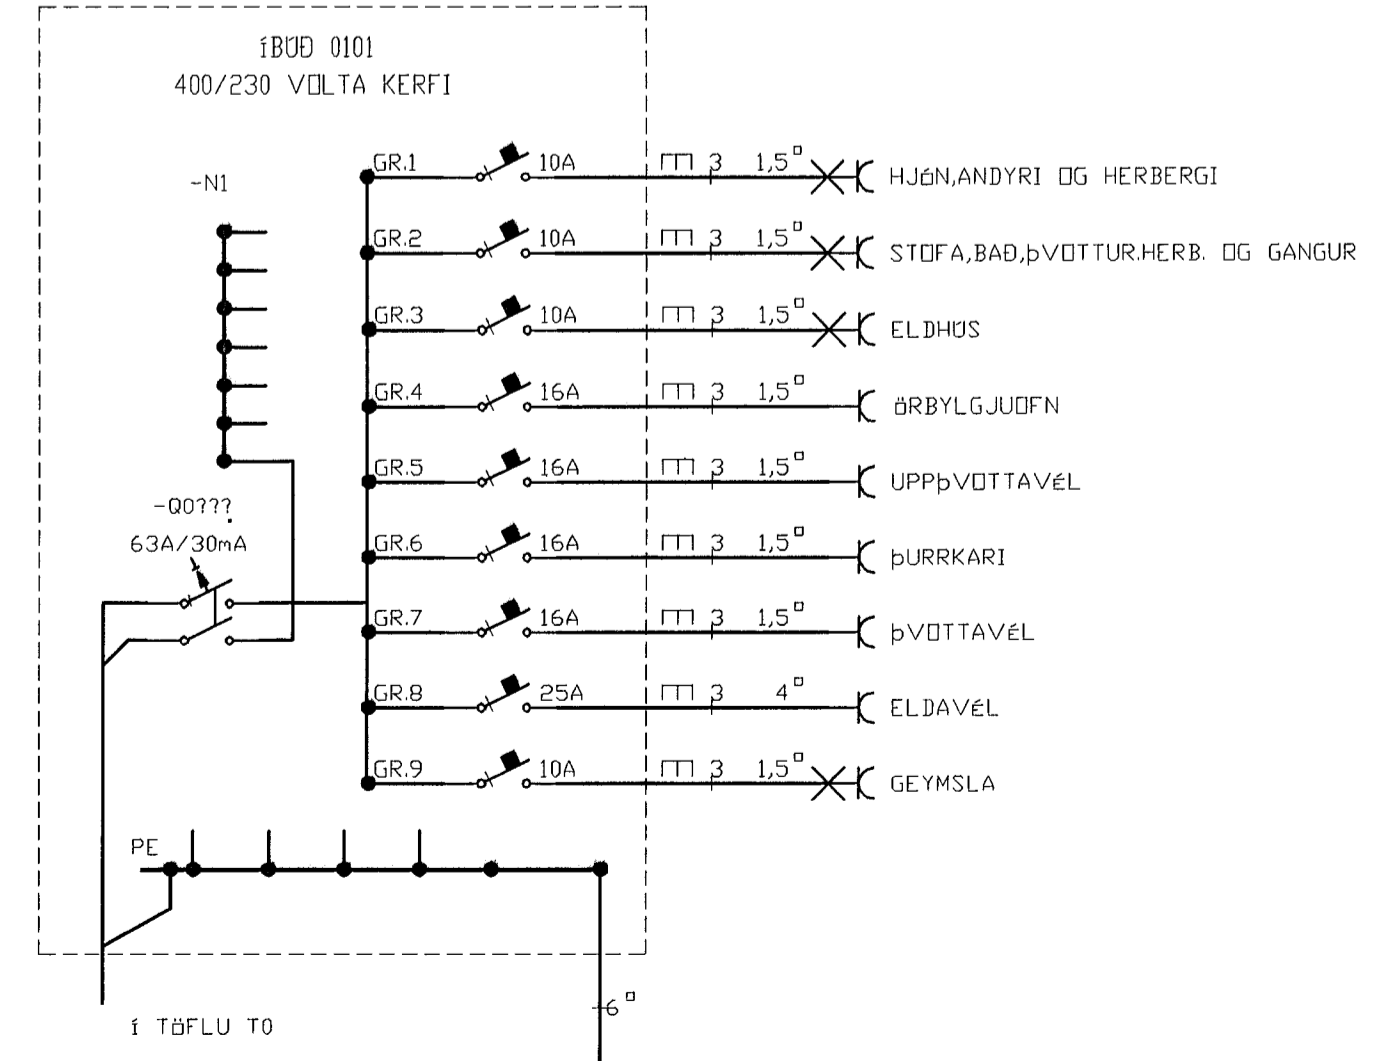 íBÚÐ 0101
400/230 VOLTA KERFI
-N1
GR.1 10A 3 1,5▫ HJÓN,ANDYRI OG HERBERGI
GR.2 10A 3 1,5▫ STOFA,BAÐ,ÞVOTTUR.HERB. OG GANGUR
GR.3 10A 3 1,5▫ ELDHÚS
GR.4 16A 3 1,5▫ ÖRBYLGJUOFN
GR.5 16A 3 1,5▫ UPPÞVOTTAVÉL
-Q0???
63A/30mA
GR.6 16A 3 1,5▫ ÞURRKARI
GR.7 16A 3 1,5▫ ÞVOTTAVÉL
GR.8 25A 3 4▫ ELDAVÉL
GR.9 10A 3 1,5▫ GEYMSLA
PE
6▫
Í TÖFLU T0